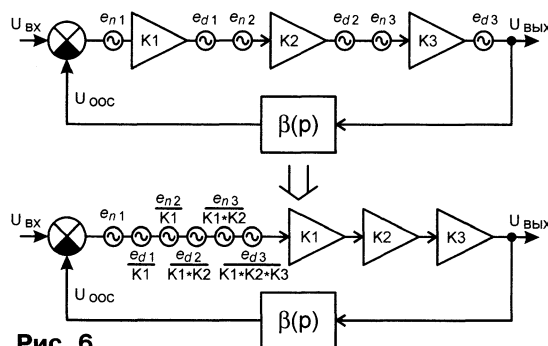 U вх e n1 K1 e d1 e n2 K2 e d2 e n3 K3 e d3 U вых
U ООС
β(p)
U вх e n1 e n2 / K1 e n3 / K1*K2 K1 K2 K3 U вых
e d1 / K1 e d2 / K1*K2 e d3 / K1*K2*K3
U ООС
β(p)
Рис. 6